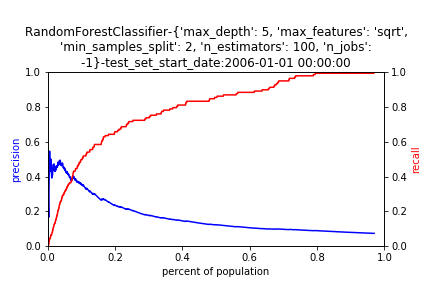 RandomForestClassifier-{'max_depth': 5, 'max_features': 'sqrt',
'min_samples_split': 2, 'n_estimators': 100, 'n_jobs':
-1}-test_set_start_date:2006-01-01 00:00:00
1.0
0.8
0.6
0.4
0.2
0.0
precision
1.0
0.8
0.6
0.4
0.2
0.0
recall
0.0 0.2 0.4 0.6 0.8 1.0
percent of population